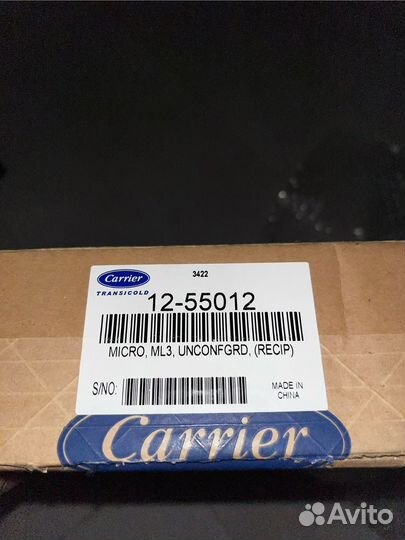 3422
Carrier
TRANSICOLD
12-55012
MICRO, ML3, UNCONFGRD, (RECIP)
S/NO:
MADE IN
CHINA
Carrier
Avito